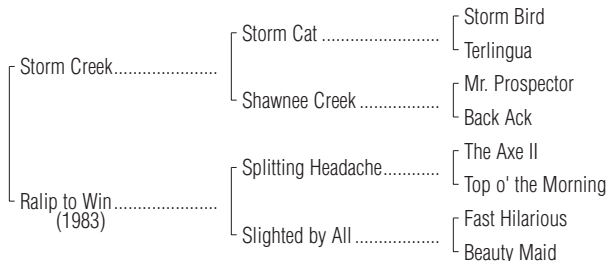 Storm Bird
Storm Cat ........................
Terlingua
Storm Creek.....................
Mr. Prospector
Shawnee Creek ................
Back Ack
The Axe II
Splitting Headache...........
Top o' the Morning
Ralip to Win.....................
(1983)
Fast Hilarious
Slighted by All .................
Beauty Maid